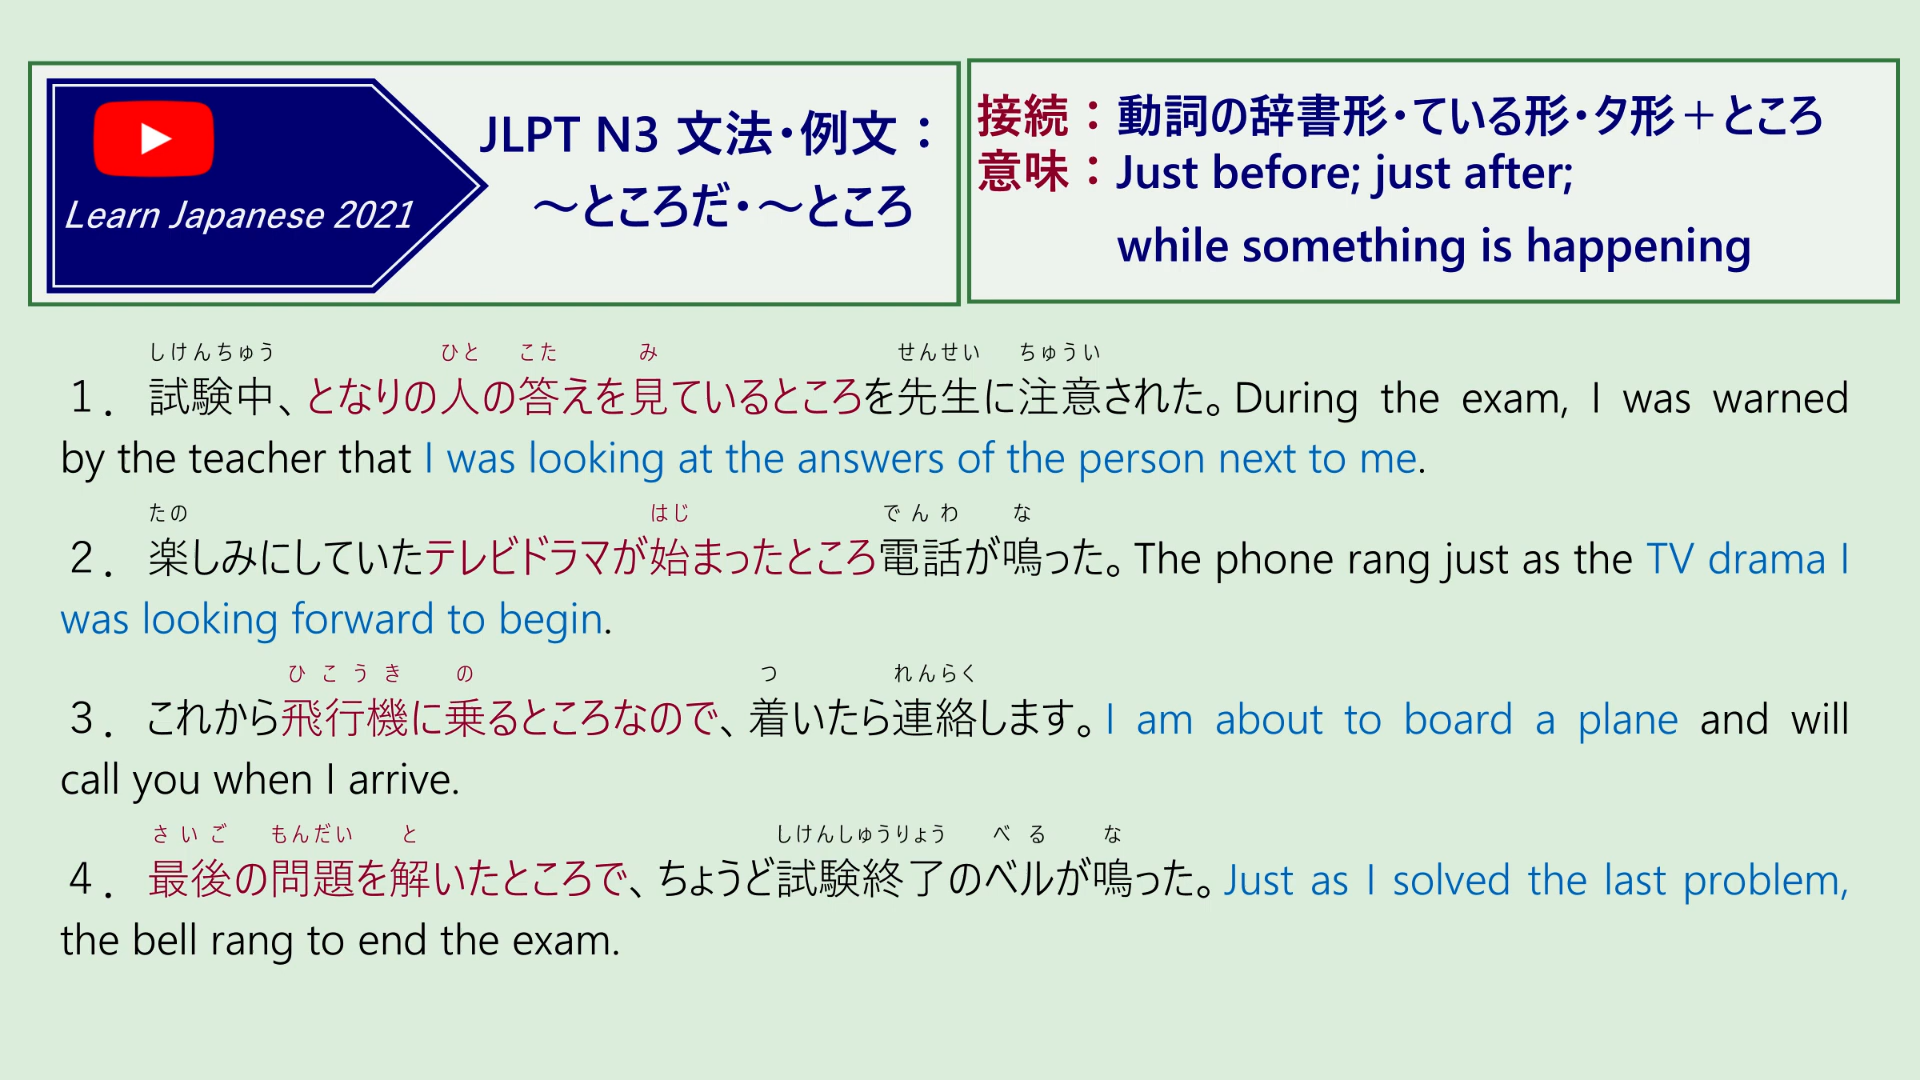 Learn Japanese 2021
JLPT N3 文法・例文：
～ところだ・～ところ
接続：動詞の辞書形・ている形・タ形＋ところ
意味：Just before; just after;
while something is happening
しけんちゅう ひと こた み せんせい ちゅうい
１．試験中、となりの人の答えを見ているところを先生に注意された。During the exam, I was warned
by the teacher that I was looking at the answers of the person next to me.
たの はじ でんわ な
２．楽しみにしていたテレビドラマが始まったところ電話が鳴った。The phone rang just as the TV drama I
was looking forward to begin.
ひこうき の つ れんらく
３．これから飛行機に乗るところなので、着いたら連絡します。I am about to board a plane and will
call you when I arrive.
さいご もんだい と しけんしゅうりょう べる な
４．最後の問題を解いたところで、ちょうど試験終了のベルが鳴った。Just as I solved the last problem,
the bell rang to end the exam.